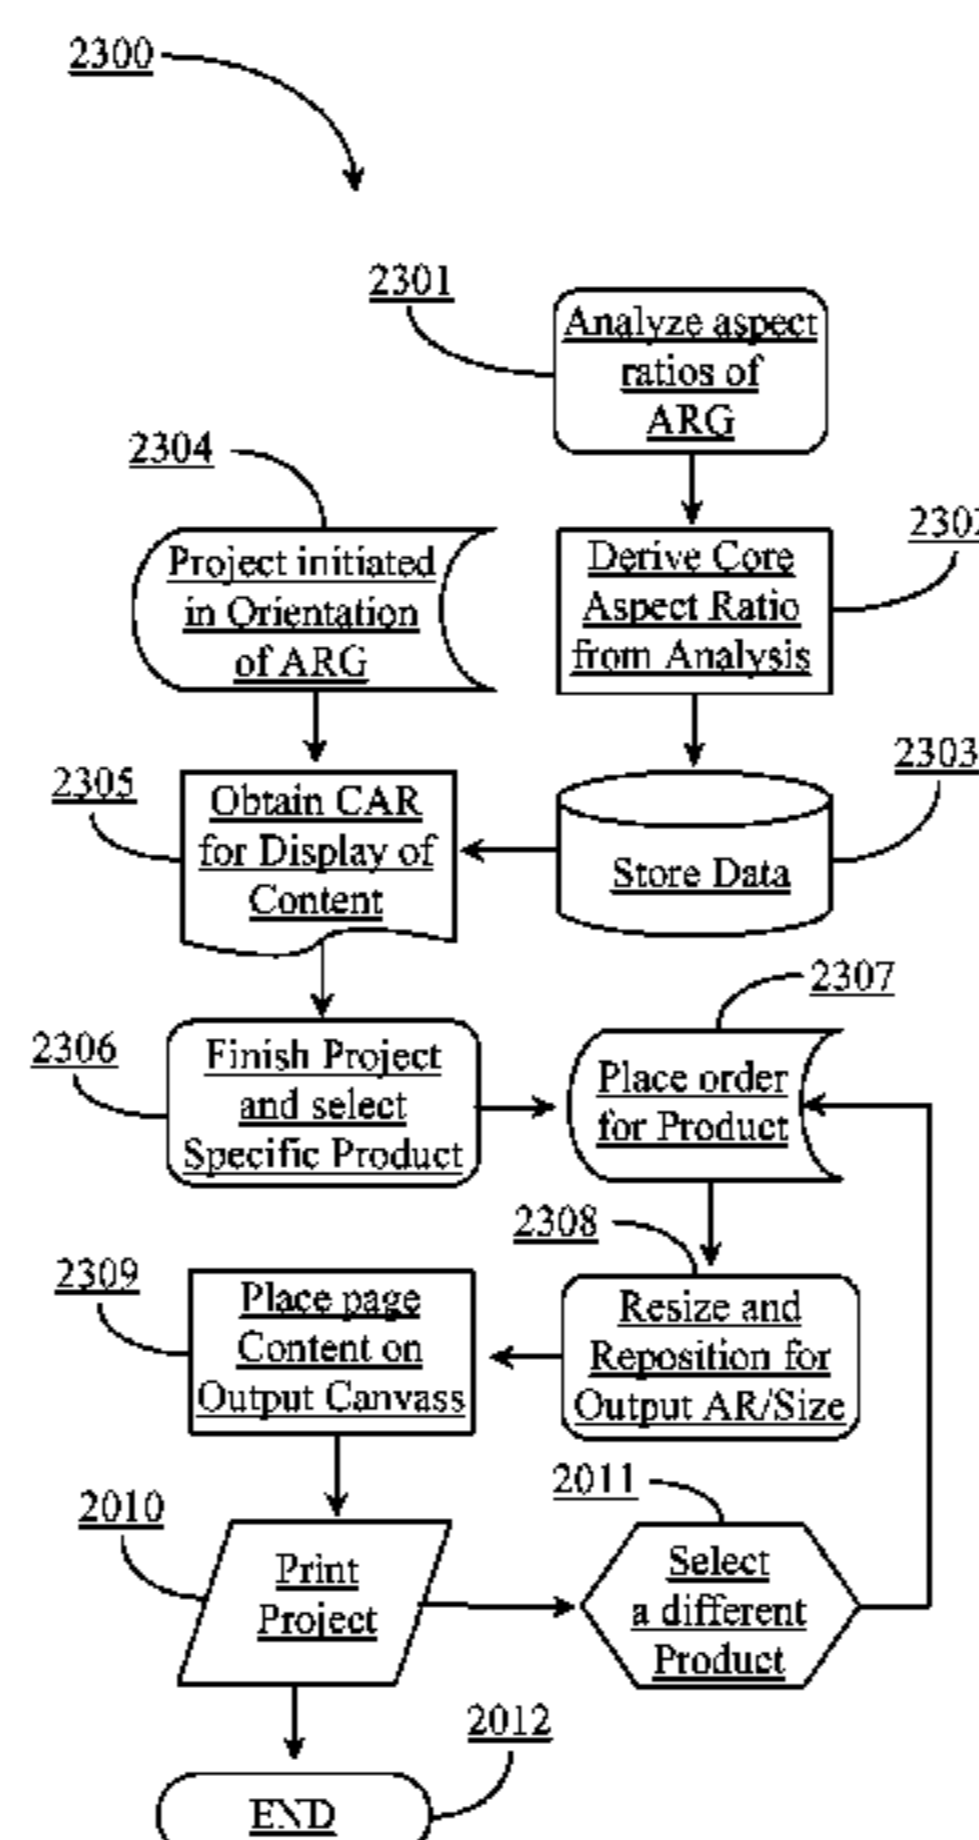 2300
2301
Analyze aspect
ratios of
ARG
2304
Project initiated
in Orientation
of ARG
2302
Derive Core
Aspect Ratio
from Analysis
2305
Obtain CAR
for Display of
Content
2303
Store Data
2306
Finish Project
and select
Specific Product
2307
Place order
for Product
2308
Resize and
Reposition for
Output AR/Size
2309
Place page
Content on
Output Canvass
2010
Print
Project
2011
Select
a different
Product
2012
END